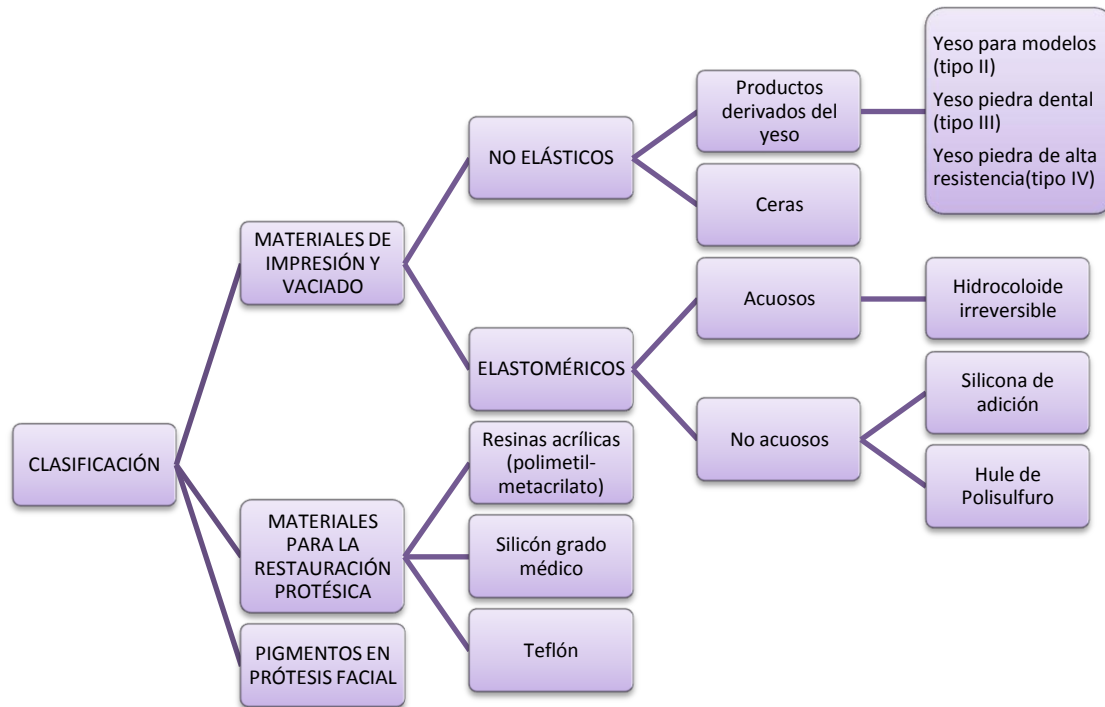 CLASIFICACIÓN
MATERIALES DE
IMPRESIÓN Y
VACIADO
NO ELÁSTICOS
Productos
derivados del
yeso
Yeso para modelos
(tipo II)
Yeso piedra dental
(tipo III)
Yeso piedra de alta
resistencia(tipo IV)
Ceras
ELASTOMÉRICOS
Acuosos
Hidrocoloide
irreversible
No acuosos
Silicona de
adición
Hule de
Polisulfuro
MATERIALES
PARA LA
RESTAURACIÓN
PROTÉSICA
Resinas acrílicas
(polimetil-
metacrilato)
Silicón grado
médico
Teflón
PIGMENTOS EN
PRÓTESIS FACIAL